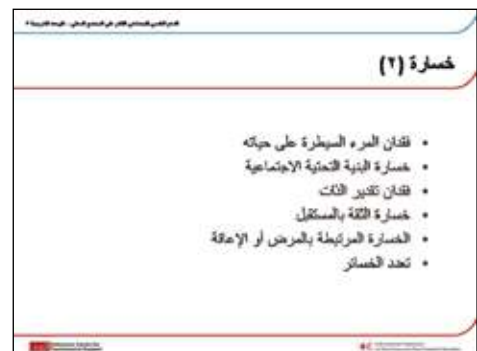 خسارة (٢)
• فقدان المرء السيطرة على حياته
• خسارة البنية التحتية الاجتماعية
• فقدان تقدير الذات
• خسارة الثقة بالمستقبل
• الخسارة المرتبطة بالمرض أو الإعاقة
• تعدد الخسائر